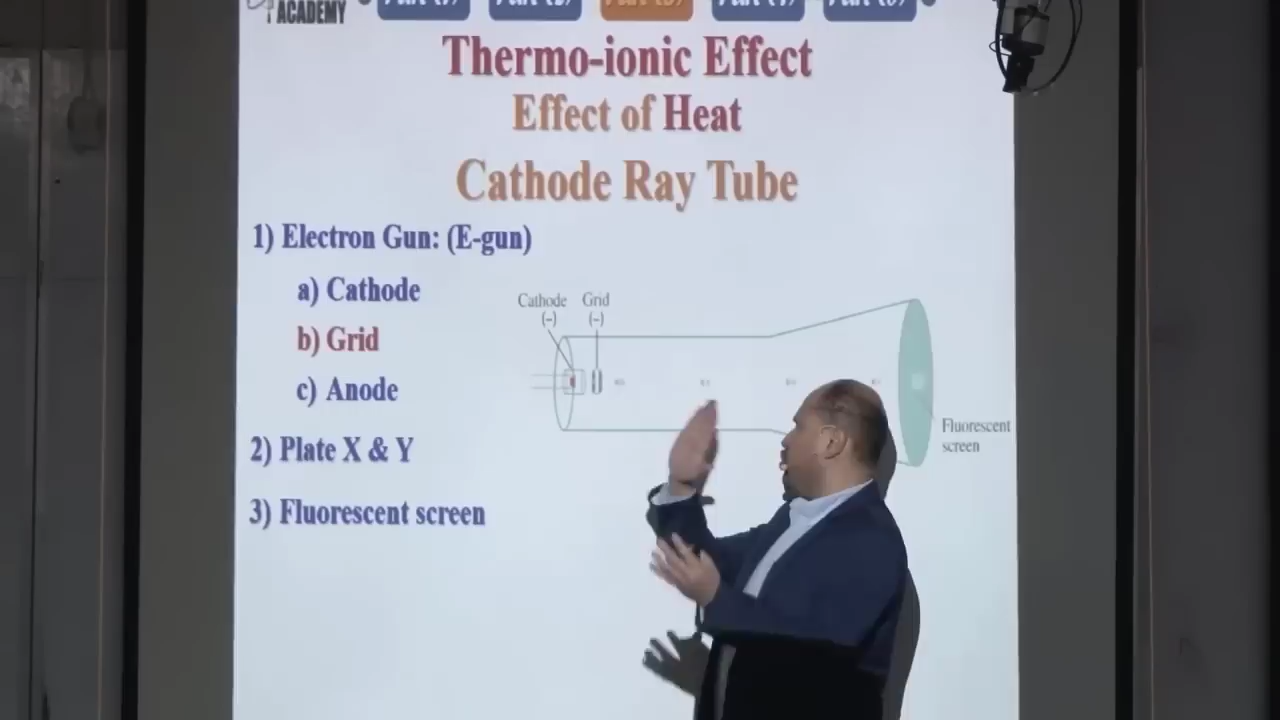 ACADEMY
Thermo-ionic Effect
Effect of Heat
Cathode Ray Tube
1) Electron Gun: (E-gun)
a) Cathode
b) Grid
c) Anode
2) Plate X & Y
3) Fluorescent screen
Cathode Grid
(-) (-)
Fluorescent
screen